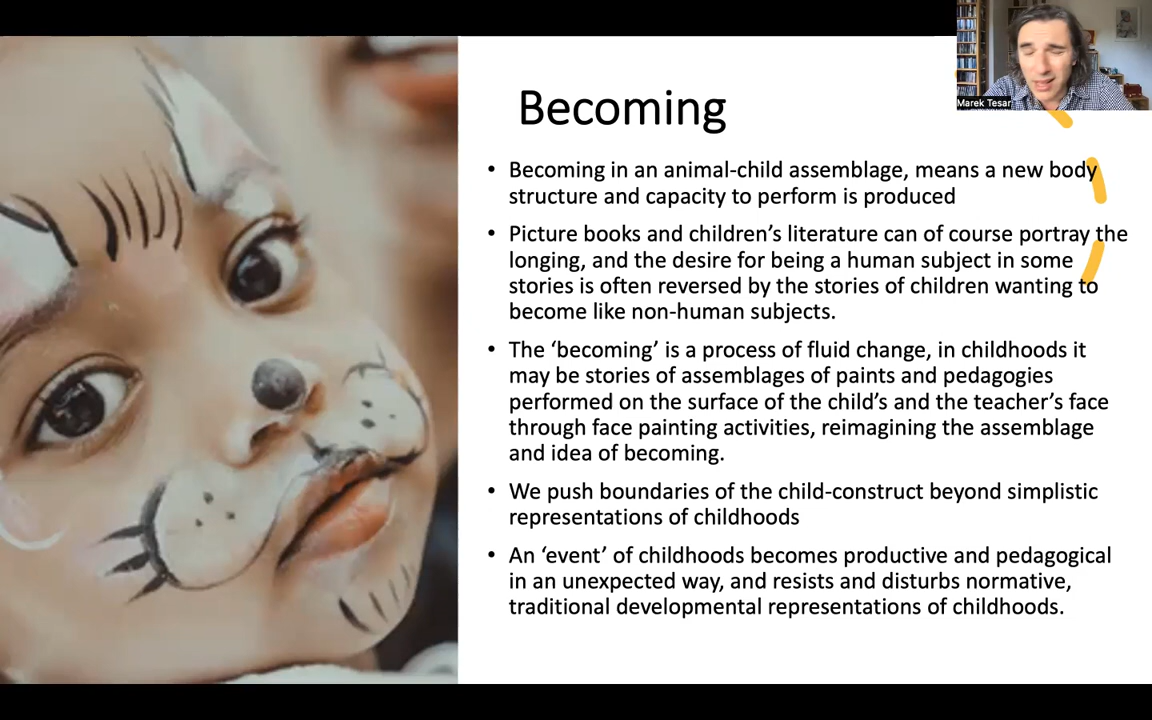 Marek Tesar
Becoming
• Becoming in an animal-child assemblage, means a new body
structure and capacity to perform is produced
• Picture books and children’s literature can of course portray the
longing, and the desire for being a human subject in some
stories is often reversed by the stories of children wanting to
become like non-human subjects.
• The ‘becoming’ is a process of fluid change, in childhoods it
may be stories of assemblages of paints and pedagogies
performed on the surface of the child’s and the teacher’s face
through face painting activities, reimagining the assemblage
and idea of becoming.
• We push boundaries of the child-construct beyond simplistic
representations of childhoods
• An ‘event’ of childhoods becomes productive and pedagogical
in an unexpected way, and resists and disturbs normative,
traditional developmental representations of childhoods.